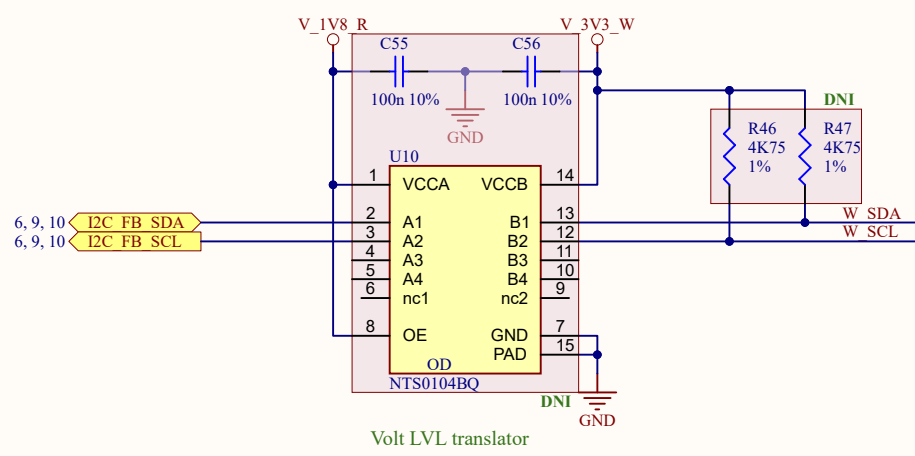 V_1V8_R
V_3V3_W
C55
C56
100n 10%
100n 10%
GND
DNI
R46
4K75
1%
R47
4K75
1%
U10
1 VCCA
VCCB 14
6, 9, 10 I2C_FB_SDA
2 A1
B1 13
W_SDA
6, 9, 10 I2C_FB_SCL
3 A2
B2 12
W_SCL
4 A3
B3 11
5 A4
B4 10
6 nc1
nc2 9
8 OE
GND 7
PAD 15
OD
NTS0104BQ
DNI
GND
Volt LVL translator